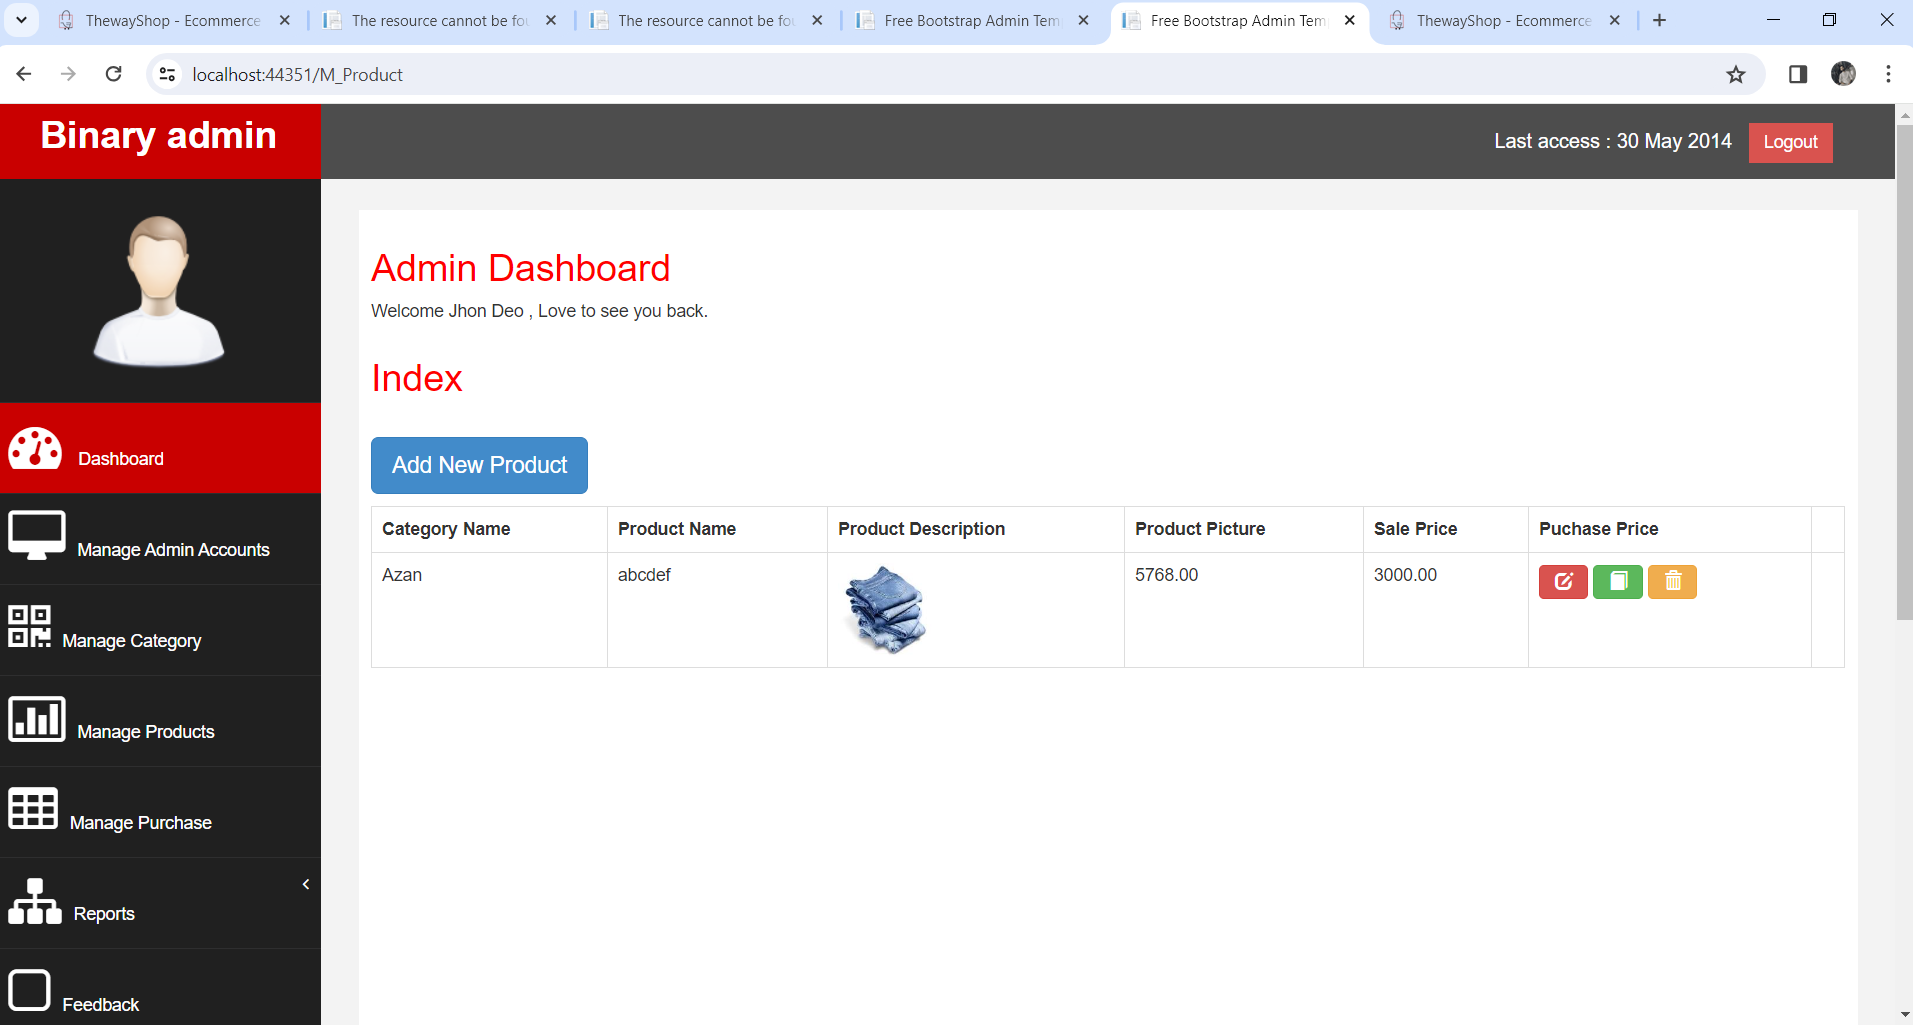 ThewayShop - Ecommerce
The resource cannot be fou
The resource cannot be fou
Free Bootstrap Admin Tem
Free Bootstrap Admin Tem
ThewayShop - Ecommerce
localhost:44351/M_Product
Binary admin
Last access : 30 May 2014
Logout
Admin Dashboard
Welcome Jhon Deo , Love to see you back.
Index
Add New Product
Category Name Product Name Product Description Product Picture Sale Price Puchase Price
Azan abcdef 5768.00 3000.00
Dashboard
Manage Admin Accounts
Manage Category
Manage Products
Manage Purchase
Reports
Feedback